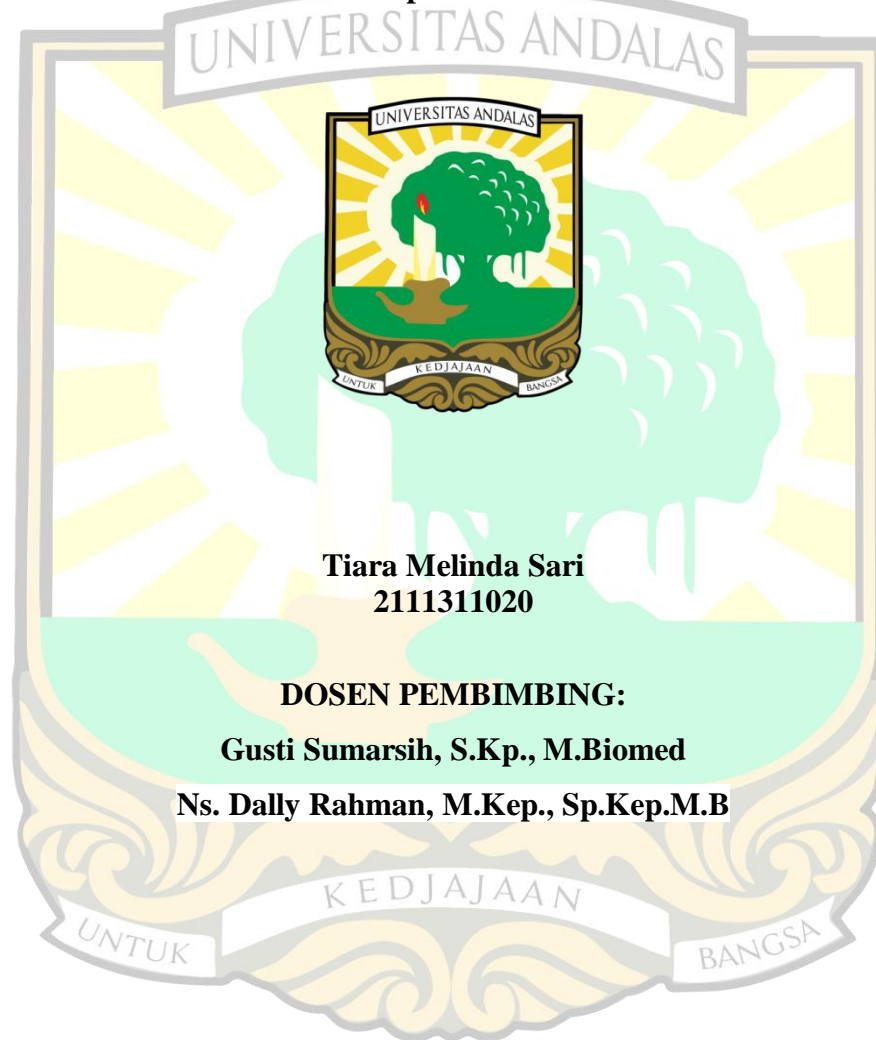 UNIVERSITAS ANDALAS
UNIVERSITAS ANDALAS
UNTUK KEDJAJAAN BANGSA
Tiara Melinda Sari
2111311020
DOSEN PEMBIMBING:
Gusti Sumarsih, S.Kp., M.Biomed
Ns. Dally Rahman, M.Kep., Sp.Kep.M.B
UNTUK KEDJAJAAN BANGSA